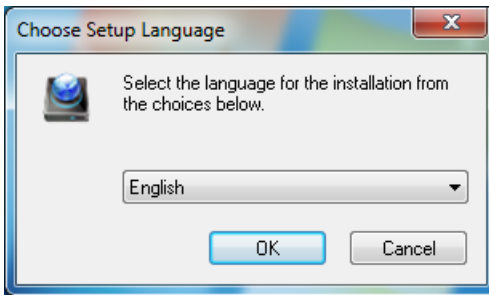 Choose Setup Language
Select the language for the installation from
the choices below.
English
OK
Cancel